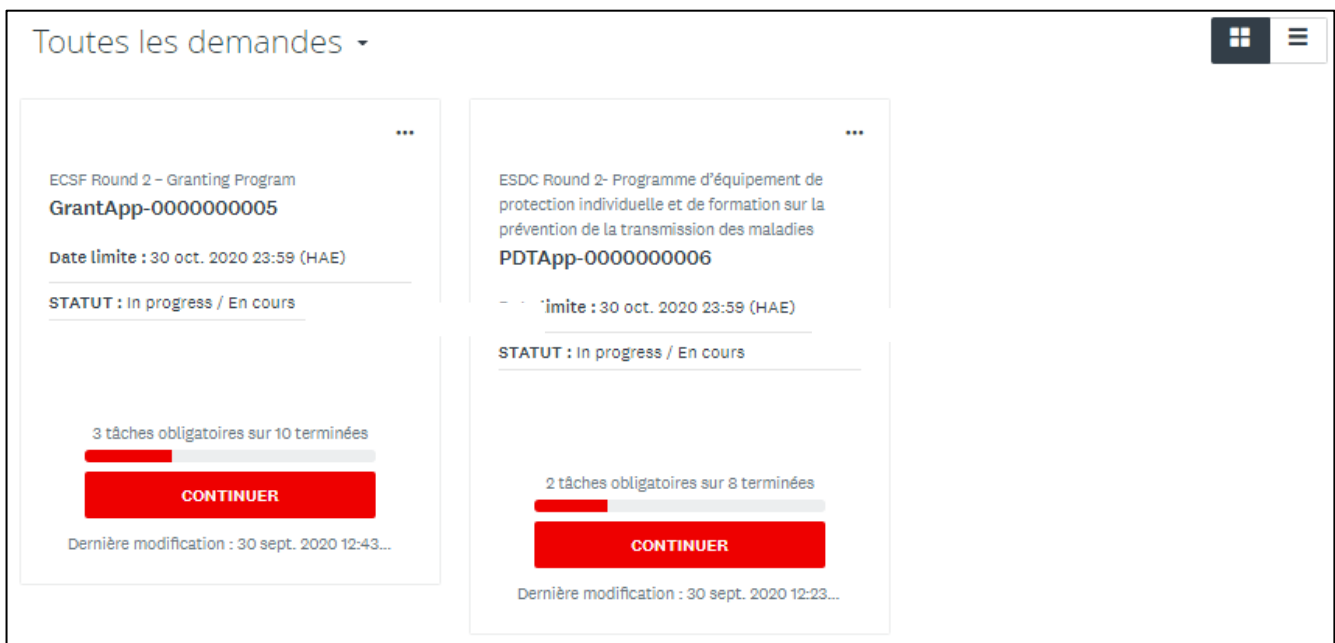 Toutes les demandes
ECSF Round 2 – Granting Program
GrantApp-0000000005
Date limite : 30 oct. 2020 23:59 (HAE)
STATUT : In progress / En cours
3 tâches obligatoires sur 10 terminées
CONTINUER
Dernière modification : 30 sept. 2020 12:43...
ESDC Round 2- Programme d'équipement de
protection individuelle et de formation sur la
prévention de la transmission des maladies
PDTApp-0000000006
limite : 30 oct. 2020 23:59 (HAE)
STATUT : In progress / En cours
2 tâches obligatoires sur 8 terminées
CONTINUER
Dernière modification : 30 sept. 2020 12:23...